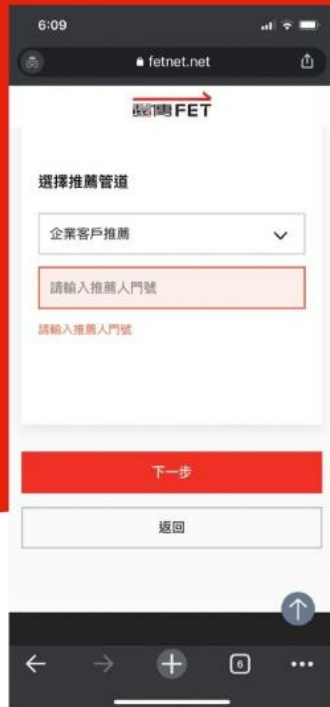 6:09
fetnet.net
遠傳FET
選擇推薦管道
企業客戶推薦
請輸入推薦人門號
請輸入推薦人門號
下一步
返回
6